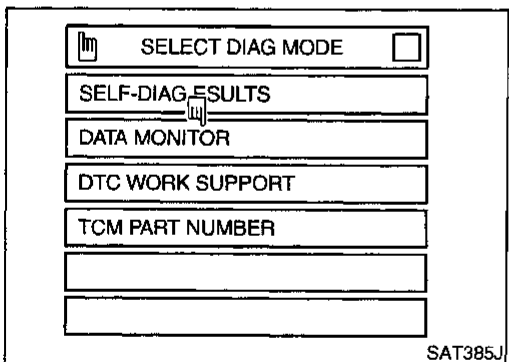 SELECT DIAG MODE
SELF-DIAG ESULTS
DATA MONITOR
DTC WORK SUPPORT
TCM PART NUMBER
SAT385J